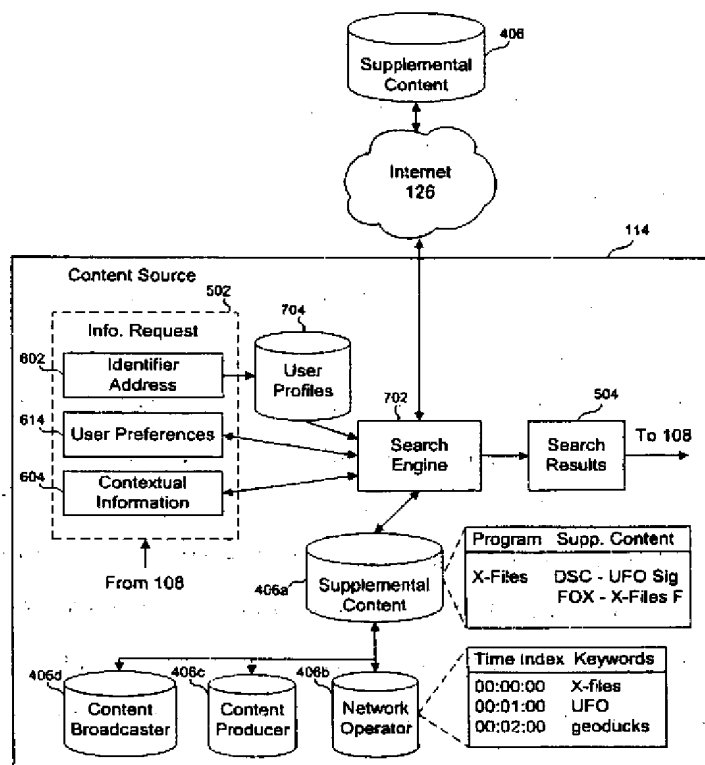 406
Supplemental
Content
Internet
126
114
Content Source
502
704
Info. Request
602
Identifier
Address
User
Profiles
702
504
614
User Preferences
Search
Engine
Search
Results
To 108
604
Contextual
Information
From 108
406a
Supplemental
Content
Program Supp. Content
X-Files DSC - UFO Sig
FOX - X-Files F
406d
Content
Broadcaster
406c
Content
Producer
406b
Network
Operator
Time Index Keywords
00:00:00 X-files
00:01:00 UFO
00:02:00 geoducks